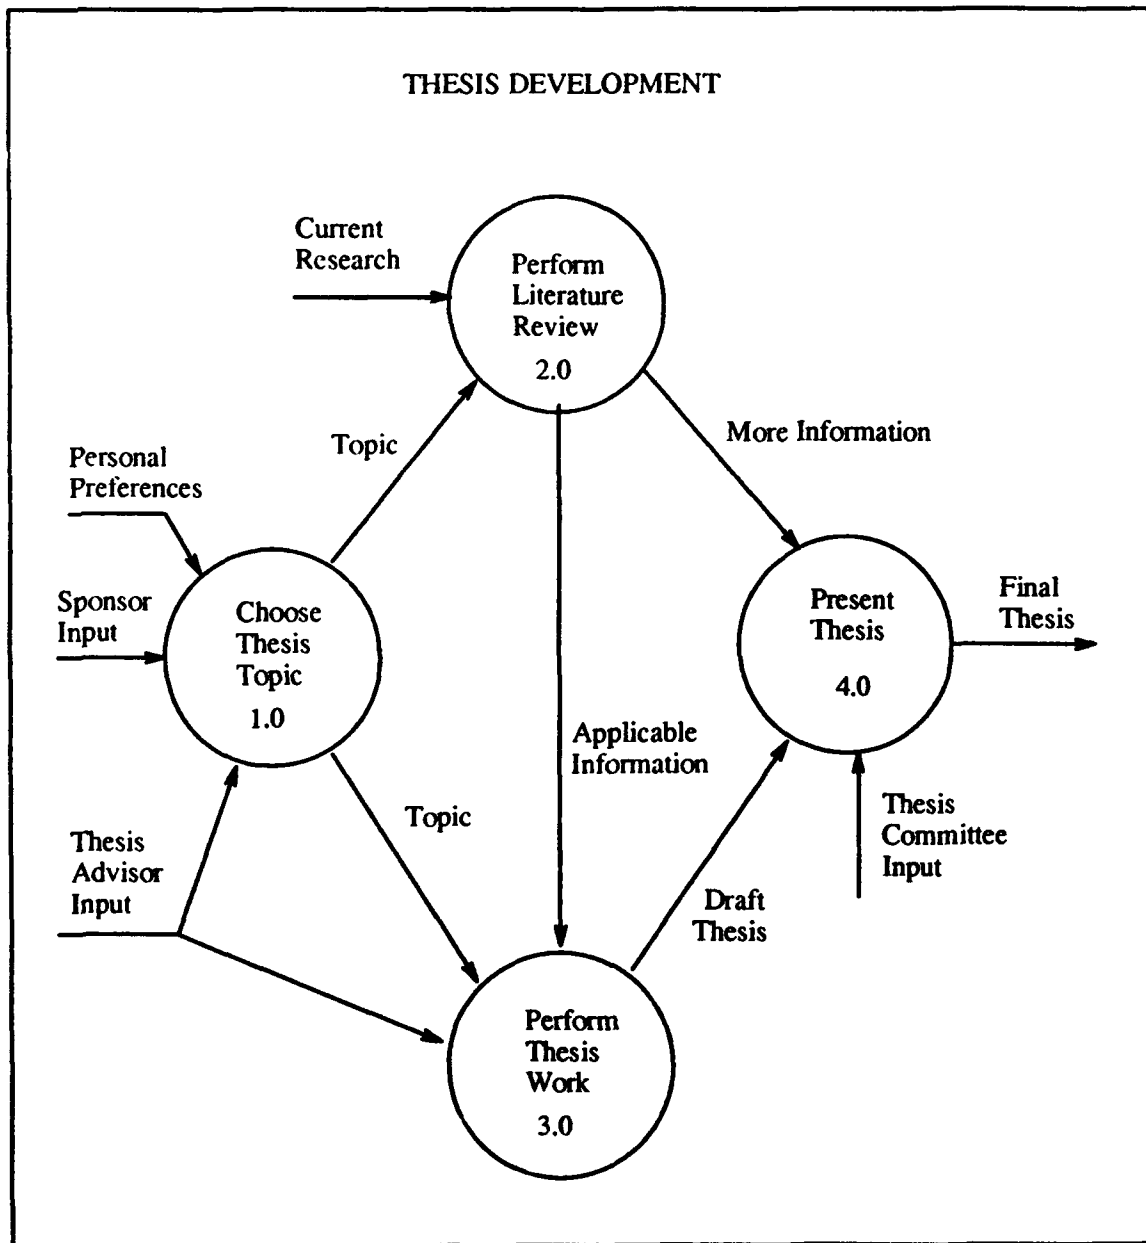 THESIS DEVELOPMENT
Current
Research
Perform
Literature
Review
2.0
Topic
More Information
Personal
Preferences
Sponsor
Input
Choose
Thesis
Topic
1.0
Present
Thesis
4.0
Final
Thesis
Applicable
Information
Topic
Thesis
Advisor
Input
Thesis
Committee
Input
Draft
Thesis
Perform
Thesis
Work
3.0